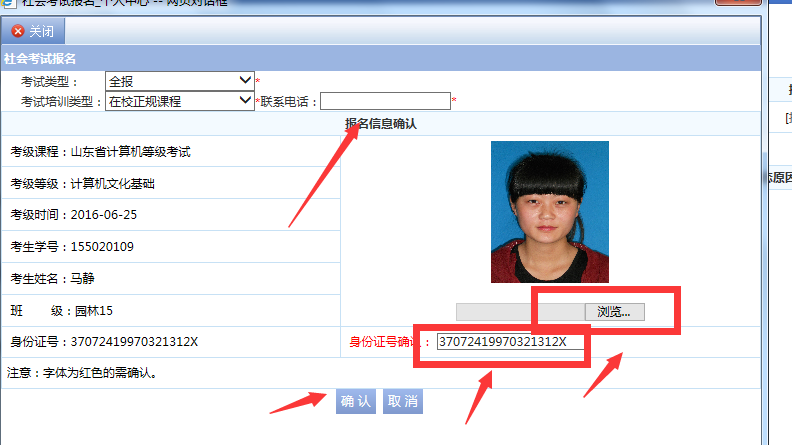 社会考试报名_个人中心 -- 网页对话框
关闭
社会考试报名
考试类型： 全报 *
考试培训类型： 在校正规课程 *联系电话： *
报名信息确认
考级课程：山东省计算机等级考试
考级等级：计算机文化基础
考级时间：2016-06-25
考生学号：155020109
考生姓名：马静
班 级：园林15
浏览...
身份证号：37072419970321312X 身份证号确认： 37072419970321312X
注意：字体为红色的需确认。
确 认 取 消
原因